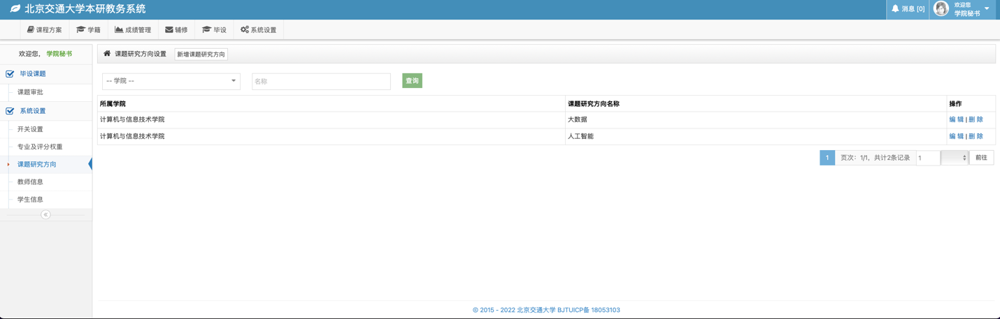 北京交通大学本研教务系统
消息 [0]
欢迎您
学院秘书
课程方案 学籍 成绩管理 辅修 毕设 系统设置
欢迎您, 学院秘书
毕设课题
课题审批
系统设置
开关设置
专业及评分权重
课题研究方向
教师信息
学生信息
课题研究方向设置 新增课题研究方向
-- 学院 -- 名称 查询
所属学院 课题研究方向名称 操作
计算机与信息技术学院 大数据 编 辑 | 删 除
计算机与信息技术学院 人工智能 编 辑 | 删 除
1 页次：1/1，共计2条记录 1 前往
© 2015 - 2022 北京交通大学 BJTUICP备 18053103